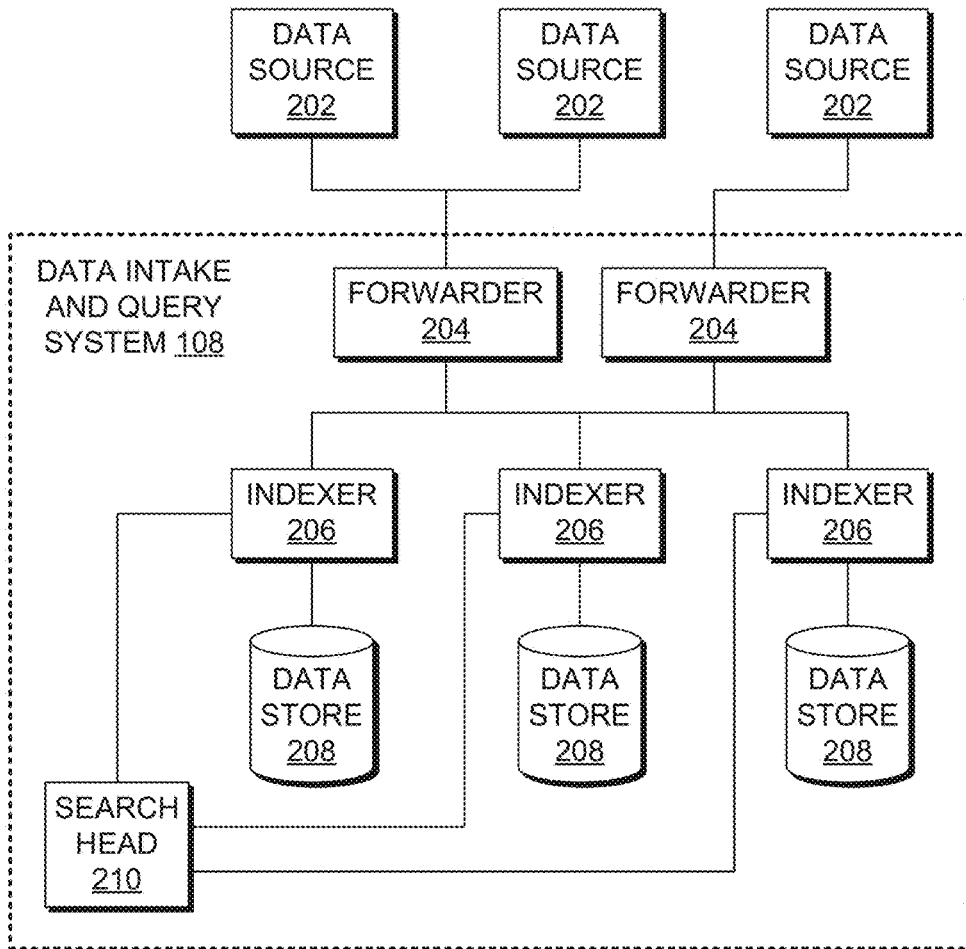 DATA
SOURCE
202
DATA
SOURCE
202
DATA
SOURCE
202
DATA INTAKE
AND QUERY
SYSTEM 108
FORWARDER
204
FORWARDER
204
INDEXER
206
INDEXER
206
INDEXER
206
DATA
STORE
208
DATA
STORE
208
DATA
STORE
208
SEARCH
HEAD
210